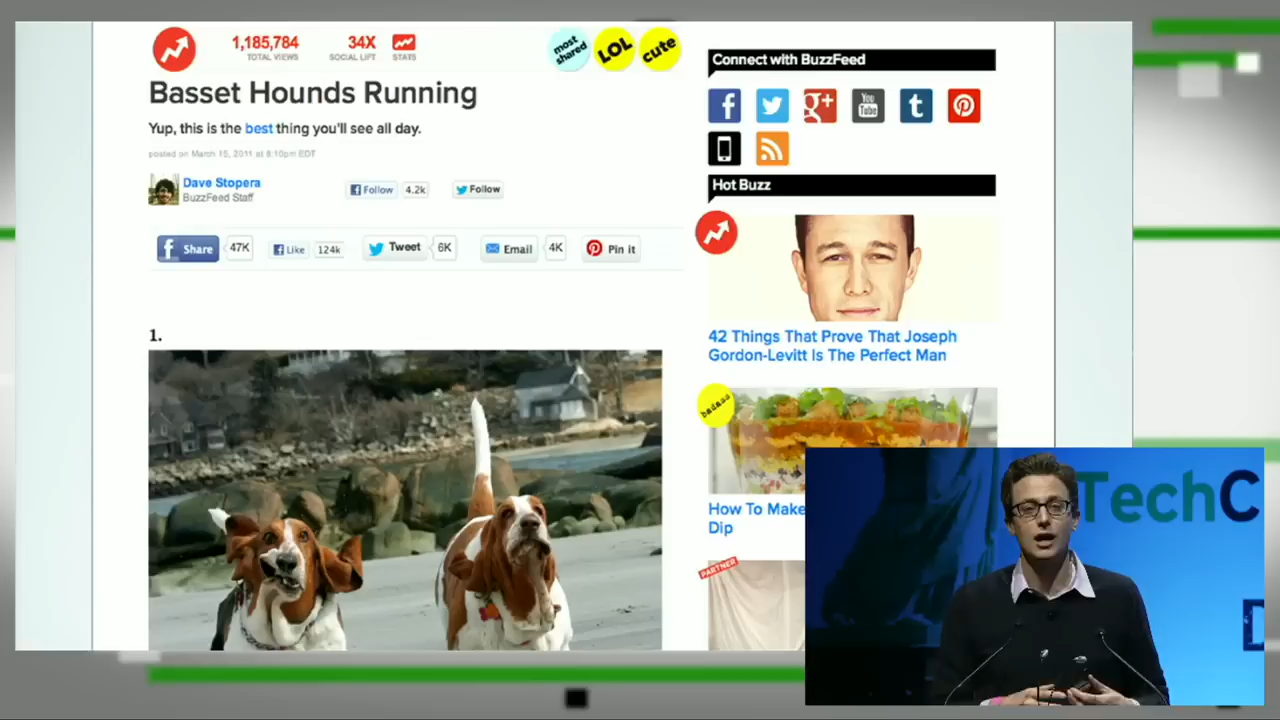 1,185,784
TOTAL VIEWS
34X
SOCIAL LIFT
STATS
most
shared
LOL
cute
Basset Hounds Running
Yup, this is the best thing you'll see all day.
posted on March 15, 2011 at 8:10pm EDT
Dave Stopera
BuzzFeed Staff
Follow 4.2k
Follow
Share 47K
Like 124k
Tweet 6K
Email 4K
Pin it
1.
Connect with BuzzFeed
You
Tube
Hot Buzz
42 Things That Prove That Joseph
Gordon-Levitt Is The Perfect Man
badass
How To Make
Dip
PARTNER
TechC
D